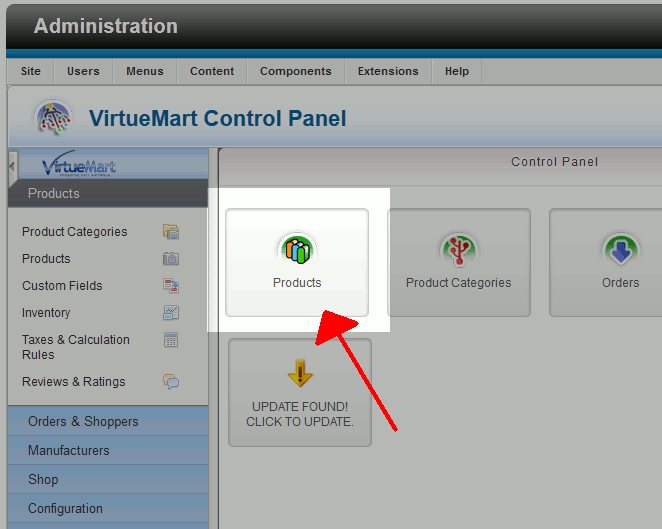 Administration
Site Users Menus Content Components Extensions Help
VirtueMart Control Panel
VirtueMart
shopping cart software
Control Panel
Products
Product Categories
Products
Custom Fields
Inventory
Taxes & Calculation
Rules
Reviews & Ratings
Orders & Shoppers
Manufacturers
Shop
Configuration
Products
Product Categories
Orders
UPDATE FOUND!
CLICK TO UPDATE.